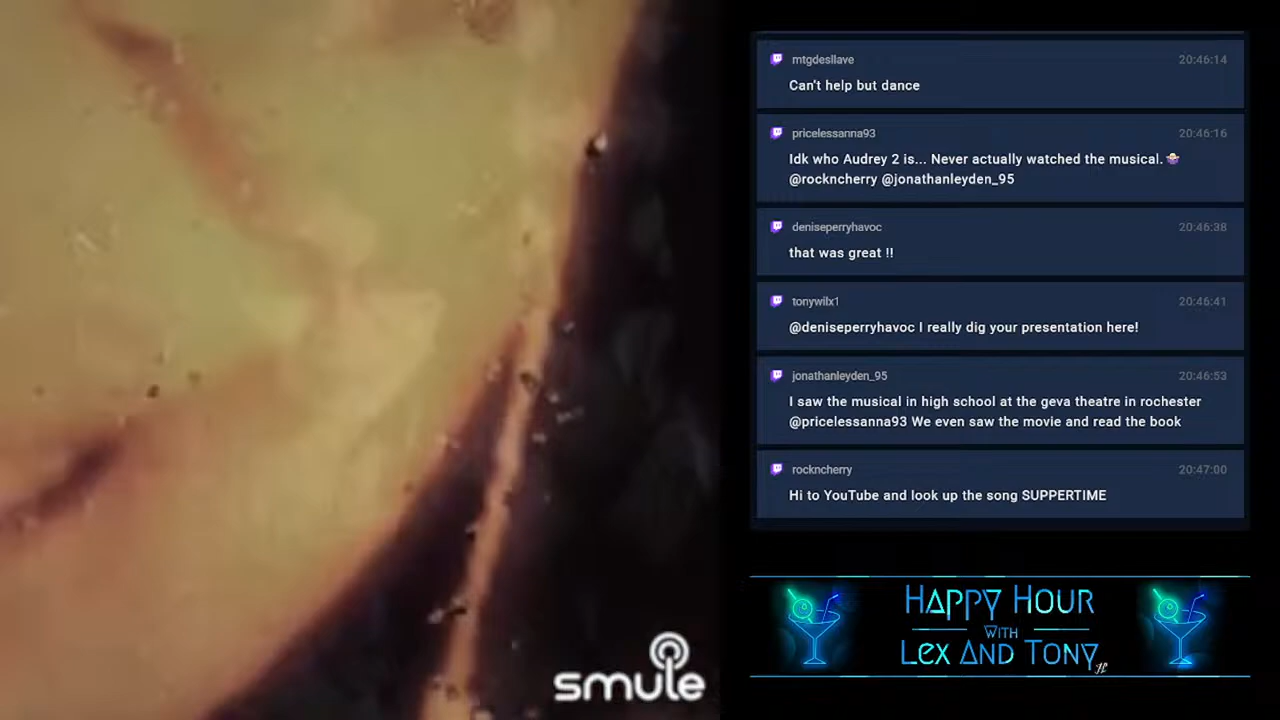 mtgdesllave 20:46:14
Can't help but dance
pricelessanna93 20:46:16
Idk who Audrey 2 is... Never actually watched the musical. 🤷🏼‍♀️
@rockncherry @jonathanleyden_95
deniseperryhavoc 20:46:38
that was great !!
tonywilx1 20:46:41
@deniseperryhavoc I really dig your presentation here!
jonathanleyden_95 20:46:53
I saw the musical in high school at the geva theatre in rochester
@pricelessanna93 We even saw the movie and read the book
rockncherry 20:47:00
Hi to YouTube and look up the song SUPPERTIME
HAPPY HOUR
WITH
LEX AND TONY
smule